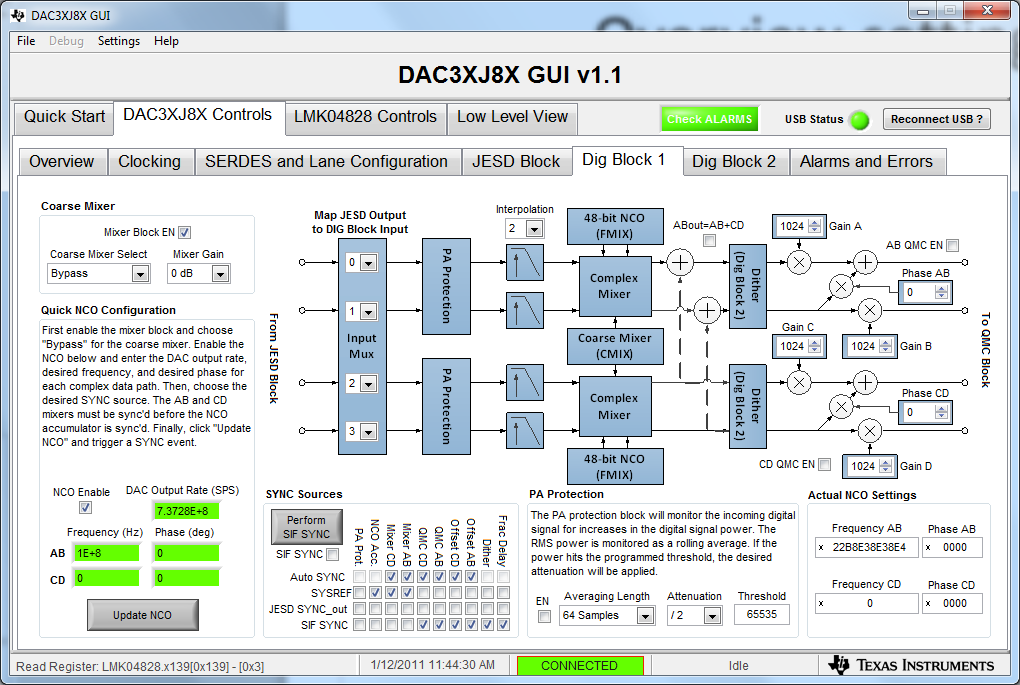 DAC3XJ8X GUI
File Debug Settings Help
DAC3XJ8X GUI v1.1
Quick Start DAC3XJ8X Controls LMK04828 Controls Low Level View
Check ALARMS USB Status Reconnect USB ?
Overview Clocking SERDES and Lane Configuration JESD Block Dig Block 1 Dig Block 2 Alarms and Errors
Coarse Mixer
Mixer Block EN
Coarse Mixer Select Mixer Gain
Bypass 0 dB
Quick NCO Configuration
First enable the mixer block and choose
"Bypass" for the coarse mixer. Enable the
NCO below and enter the DAC output rate,
desired frequency, and desired phase for
each complex data path. Then, choose the
desired SYNC source. The AB and CD
mixers must be sync'd before the NCO
accumulator is sync'd. Finally, click "Update
NCO" and trigger a SYNC event.
NCO Enable DAC Output Rate (SPS)
7.3728E+8
Frequency (Hz) Phase (deg)
AB 1E+8 0
CD 0 0
Update NCO
From JESD Block
Map JESD Output
to DIG Block Input
0
1
Input
Mux
2
3
PA Protection
PA Protection
Interpolation
2
48-bit NCO
(FMIX)
Complex
Mixer
Coarse Mixer
(CMIX)
Complex
Mixer
48-bit NCO
(FMIX)
ABout=AB+CD
Dither
(Dig Block 2)
Dither
(Dig Block 2)
1024 Gain A
AB QMC EN
Phase AB
0
Gain C
1024
1024 Gain B
Phase CD
0
CD QMC EN
1024 Gain D
To QMC Block
SYNC Sources
Perform
SIF SYNC
SIF SYNC
PA Prot.
NCO Acc.
Mixer CD
Mixer AB
QMC CD
QMC AB
Offset CD
Offset AB
Dither
Frac Delay
Auto SYNC
SYSREF
JESD SYNC_out
SIF SYNC
PA Protection
The PA protection block will monitor the incoming digital
signal for increases in the digital signal power. The
RMS power is monitored as a rolling average. If the
power hits the programmed threshold, the desired
attenuation will be applied.
EN Averaging Length Attenuation Threshold
64 Samples / 2 65535
Actual NCO Settings
Frequency AB Phase AB
x 22B8E38E38E4 x 0000
Frequency CD Phase CD
x 0 x 0000
Read Register: LMK04828.x139[0x139] - [0x3] 1/12/2011 11:44:30 AM CONNECTED Idle TEXAS INSTRUMENTS